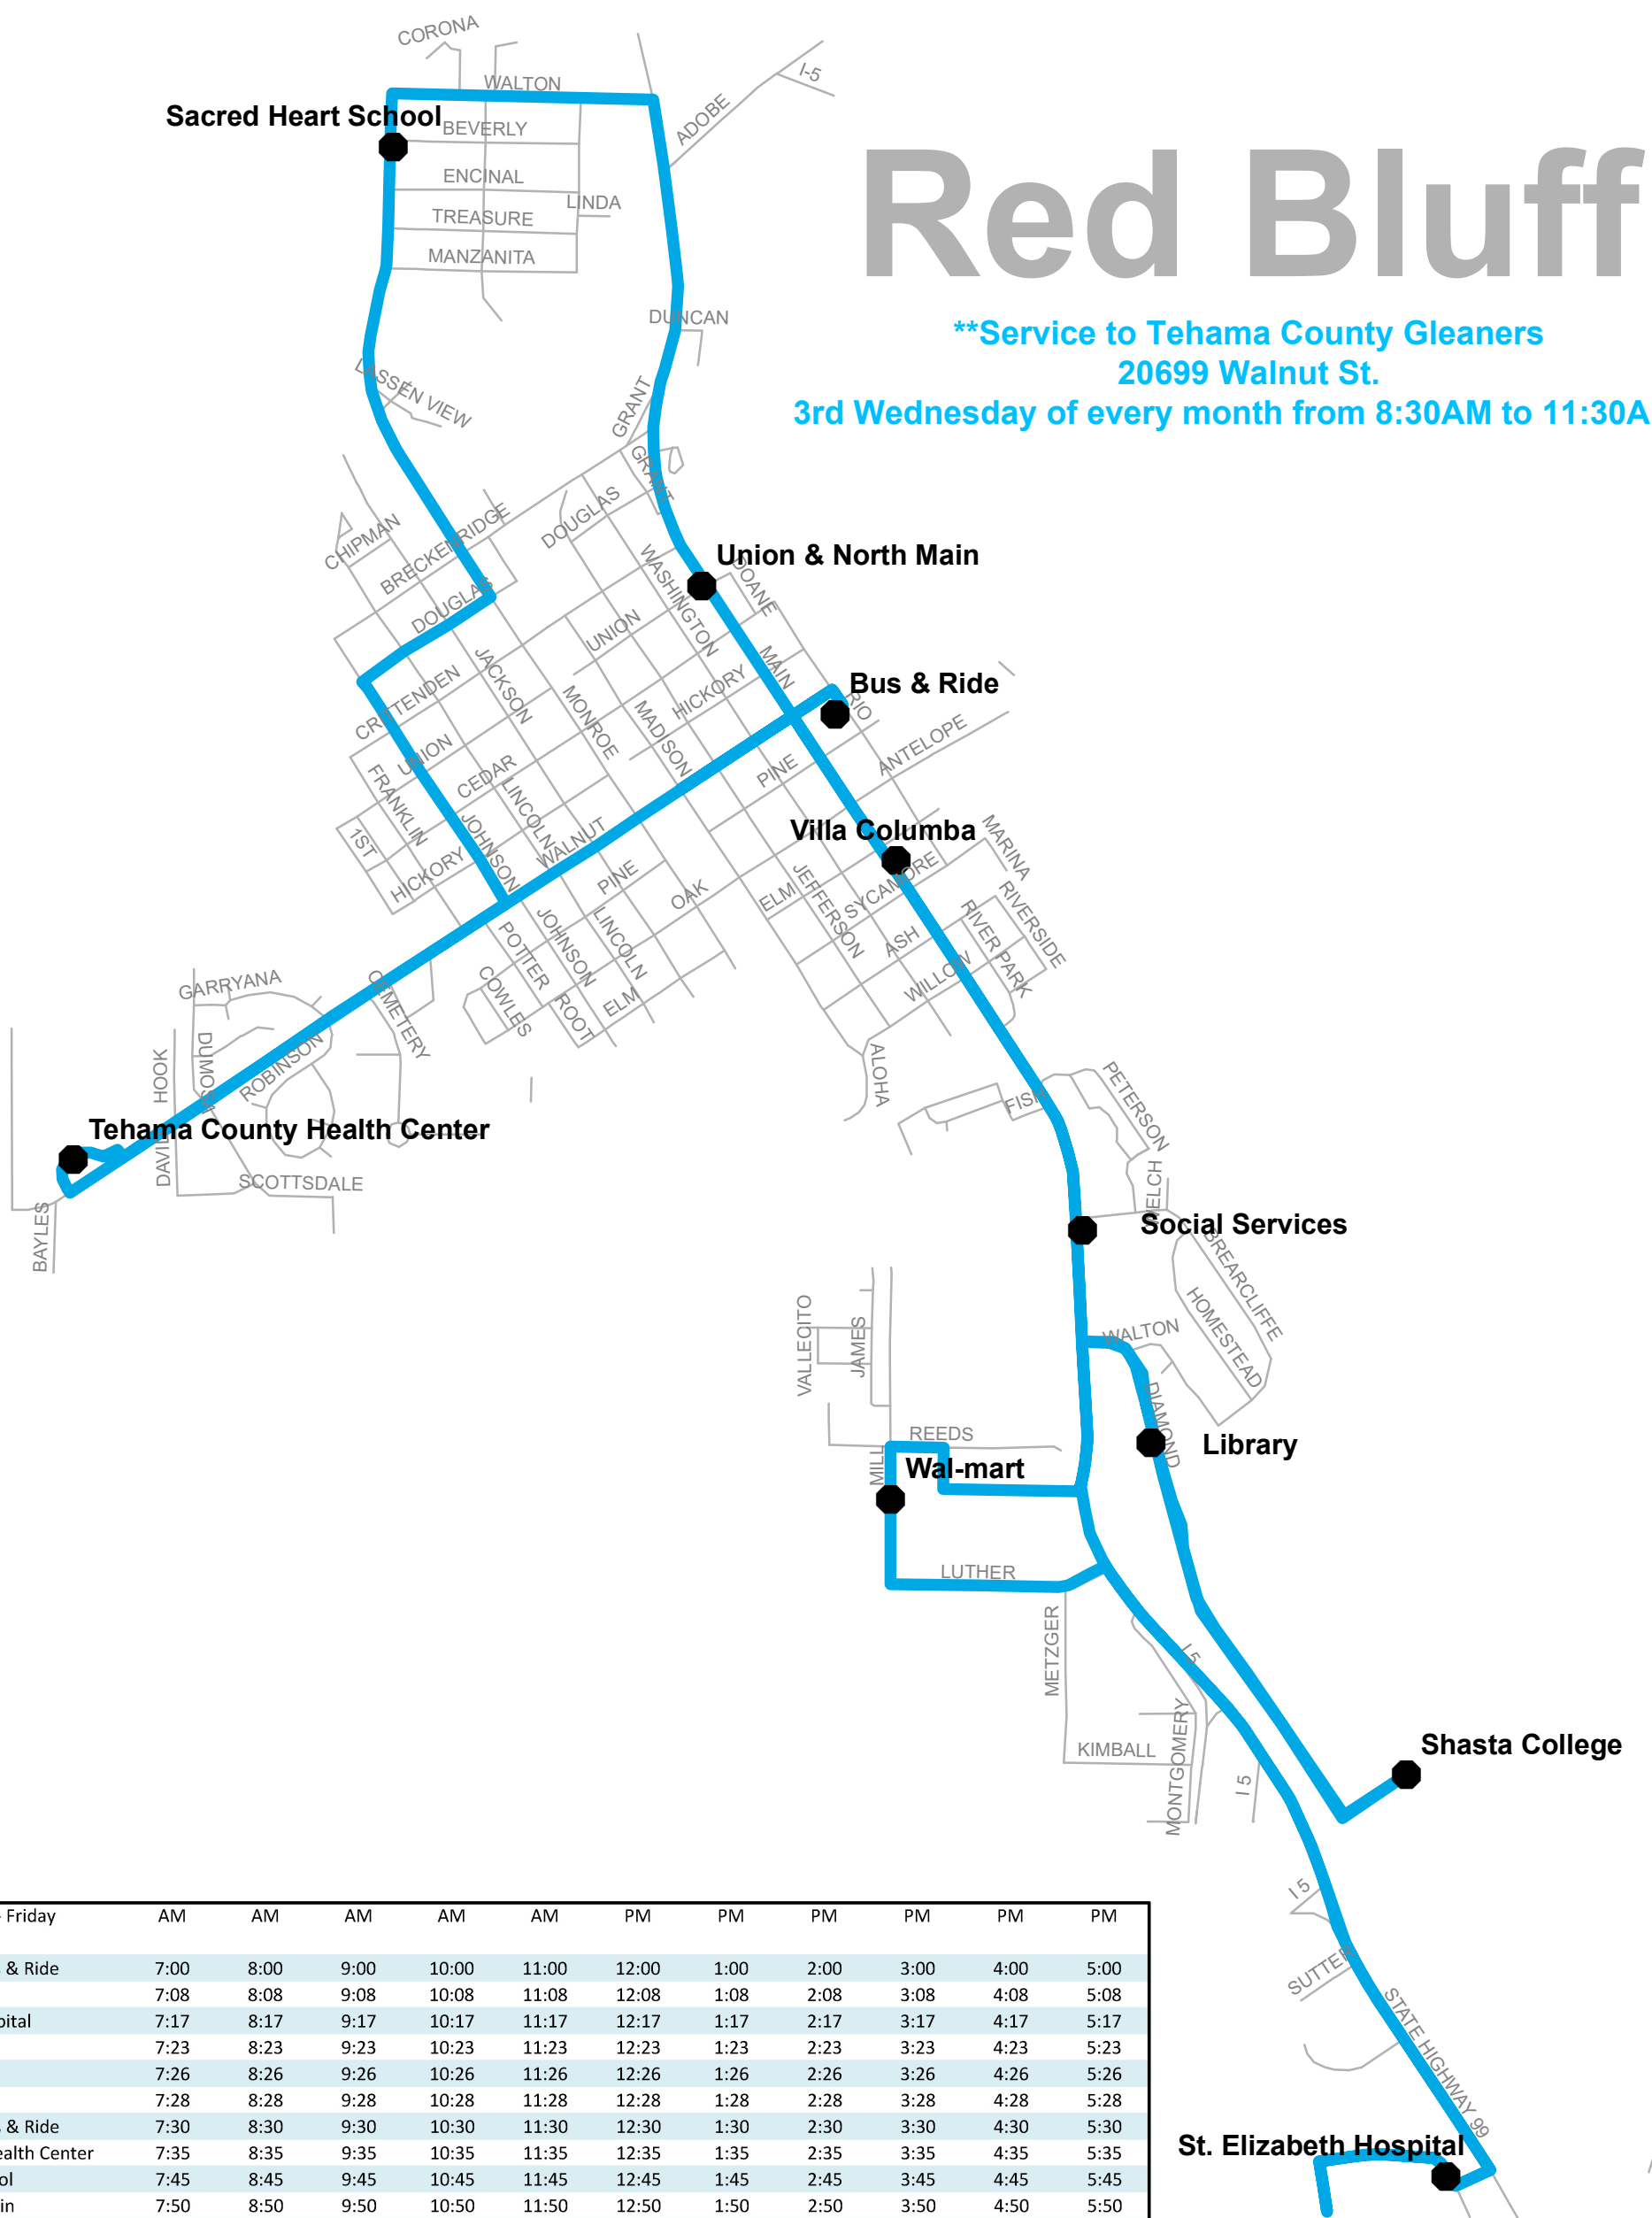 CORONA
WALTON
I-5
ADOBE
Sacred Heart School
BEVERLY
ENCINAL
LINDA
TREASURE
MANZANITA
Red Bluff
DUNCAN
**Service to Tehama County Gleaners
20699 Walnut St.
3rd Wednesday of every month from 8:30AM to 11:30A
LASSEN VIEW
GRANT
GRANT
CHIPMAN
BRECKENRIDGE
DOUGLAS
DOUGLAS
Union & North Main
WASHINGTON
DOANE
UNION
MAIN
JACKSON
CRITTENDEN
MONROE
MADISON
HICKORY
Bus & Ride
RIO
ANTELOPE
UNION
CEDAR
PINE
FRANKLIN
LINCOLN
JOHNSON
WALNUT
1ST
HICKORY
Villa Columba
MARINA
PINE
OAK
ELM
JEFFERSON
SYCAMORE
RIVERSIDE
ASH
RIVER PARK
WILLOW
POTTER
JOHNSON
LINCOLN
COWLES
ROOT
ELM
GARRYANA
CEMETERY
DUMOSA
HOOK
ROBINSON
ALOHA
FISH
PETERSON
Tehama County Health Center
DAVIL
SCOTTSDALE
BAYLES
WELCH
Social Services
BREARCLIFFE
HOMESTEAD
VALLECITO
JAMES
WALTON
DIAMOND
REEDS
Library
MILL
Wal-mart
LUTHER
METZGER
I 5
KIMBALL
MONTGOMERY
I 5
Shasta College
I 5
SUTTER
STATE HIGHWAY 99
St. Elizabeth Hospital
- Friday AM AM AM AM AM PM PM PM PM PM PM
& Ride 7:00 8:00 9:00 10:00 11:00 12:00 1:00 2:00 3:00 4:00 5:00
7:08 8:08 9:08 10:08 11:08 12:08 1:08 2:08 3:08 4:08 5:08
pital 7:17 8:17 9:17 10:17 11:17 12:17 1:17 2:17 3:17 4:17 5:17
7:23 8:23 9:23 10:23 11:23 12:23 1:23 2:23 3:23 4:23 5:23
7:26 8:26 9:26 10:26 11:26 12:26 1:26 2:26 3:26 4:26 5:26
7:28 8:28 9:28 10:28 11:28 12:28 1:28 2:28 3:28 4:28 5:28
& Ride 7:30 8:30 9:30 10:30 11:30 12:30 1:30 2:30 3:30 4:30 5:30
ealth Center 7:35 8:35 9:35 10:35 11:35 12:35 1:35 2:35 3:35 4:35 5:35
ol 7:45 8:45 9:45 10:45 11:45 12:45 1:45 2:45 3:45 4:45 5:45
in 7:50 8:50 9:50 10:50 11:50 12:50 1:50 2:50 3:50 4:50 5:50